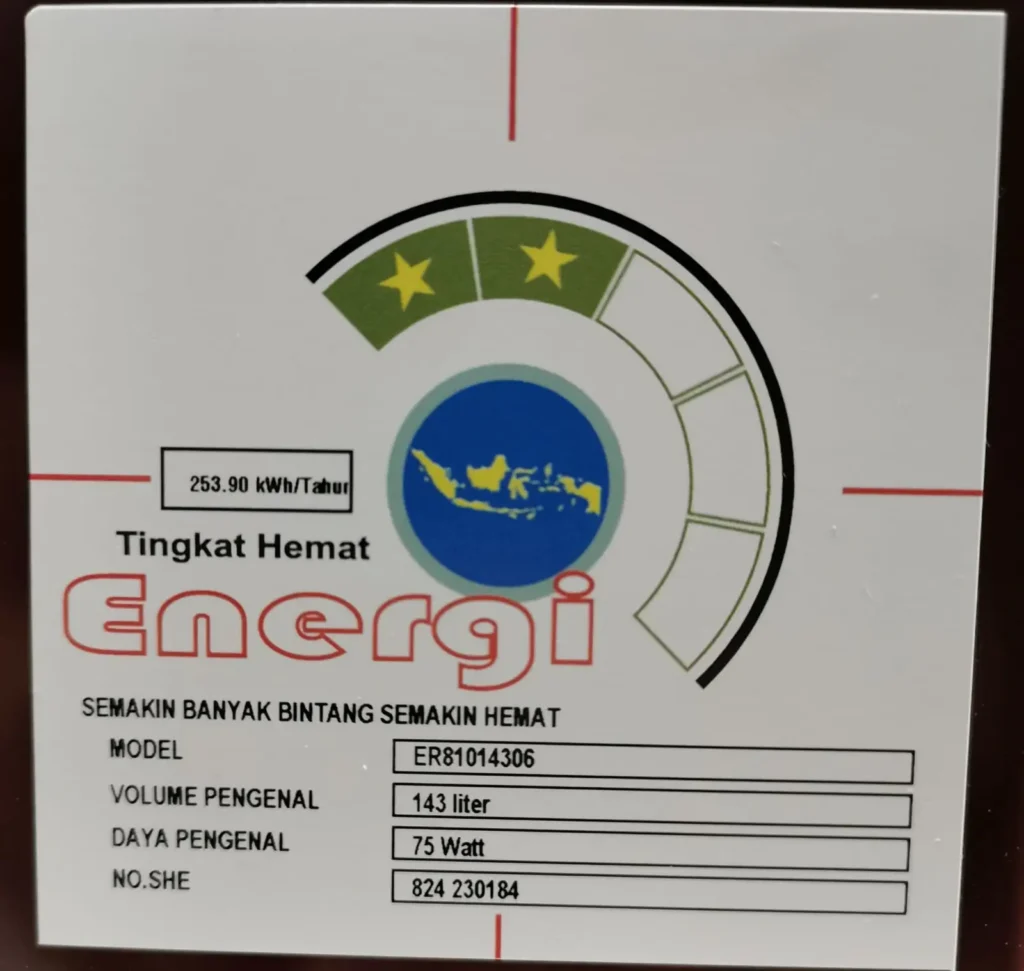 253.90 kWh/Tahun
Tingkat Hemat
Energi
SEMAKIN BANYAK BINTANG SEMAKIN HEMAT
MODEL ER81014306
VOLUME PENGENAL 143 liter
DAYA PENGENAL 75 Watt
NO.SHE 824 230184